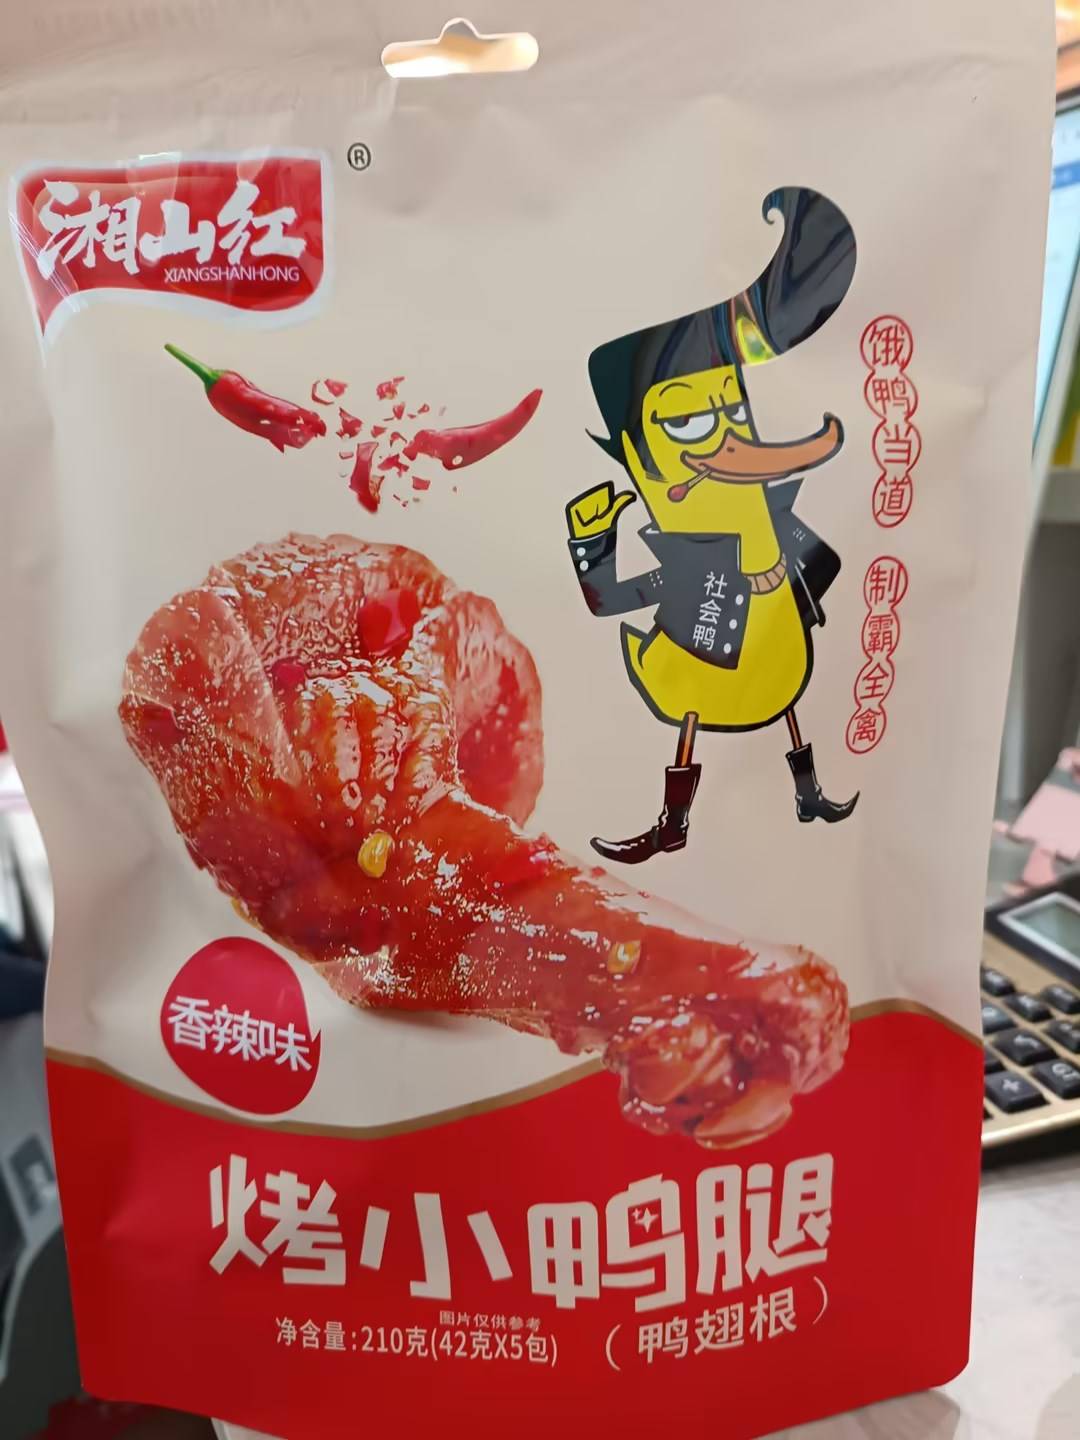 湘山红
®
XIANGSHANHONG
饿鸭当道
制霸全禽
社会鸭
香辣味
烤小鸭腿
图片仅供参考
净含量:210克(42克X5包)
(鸭翅根)